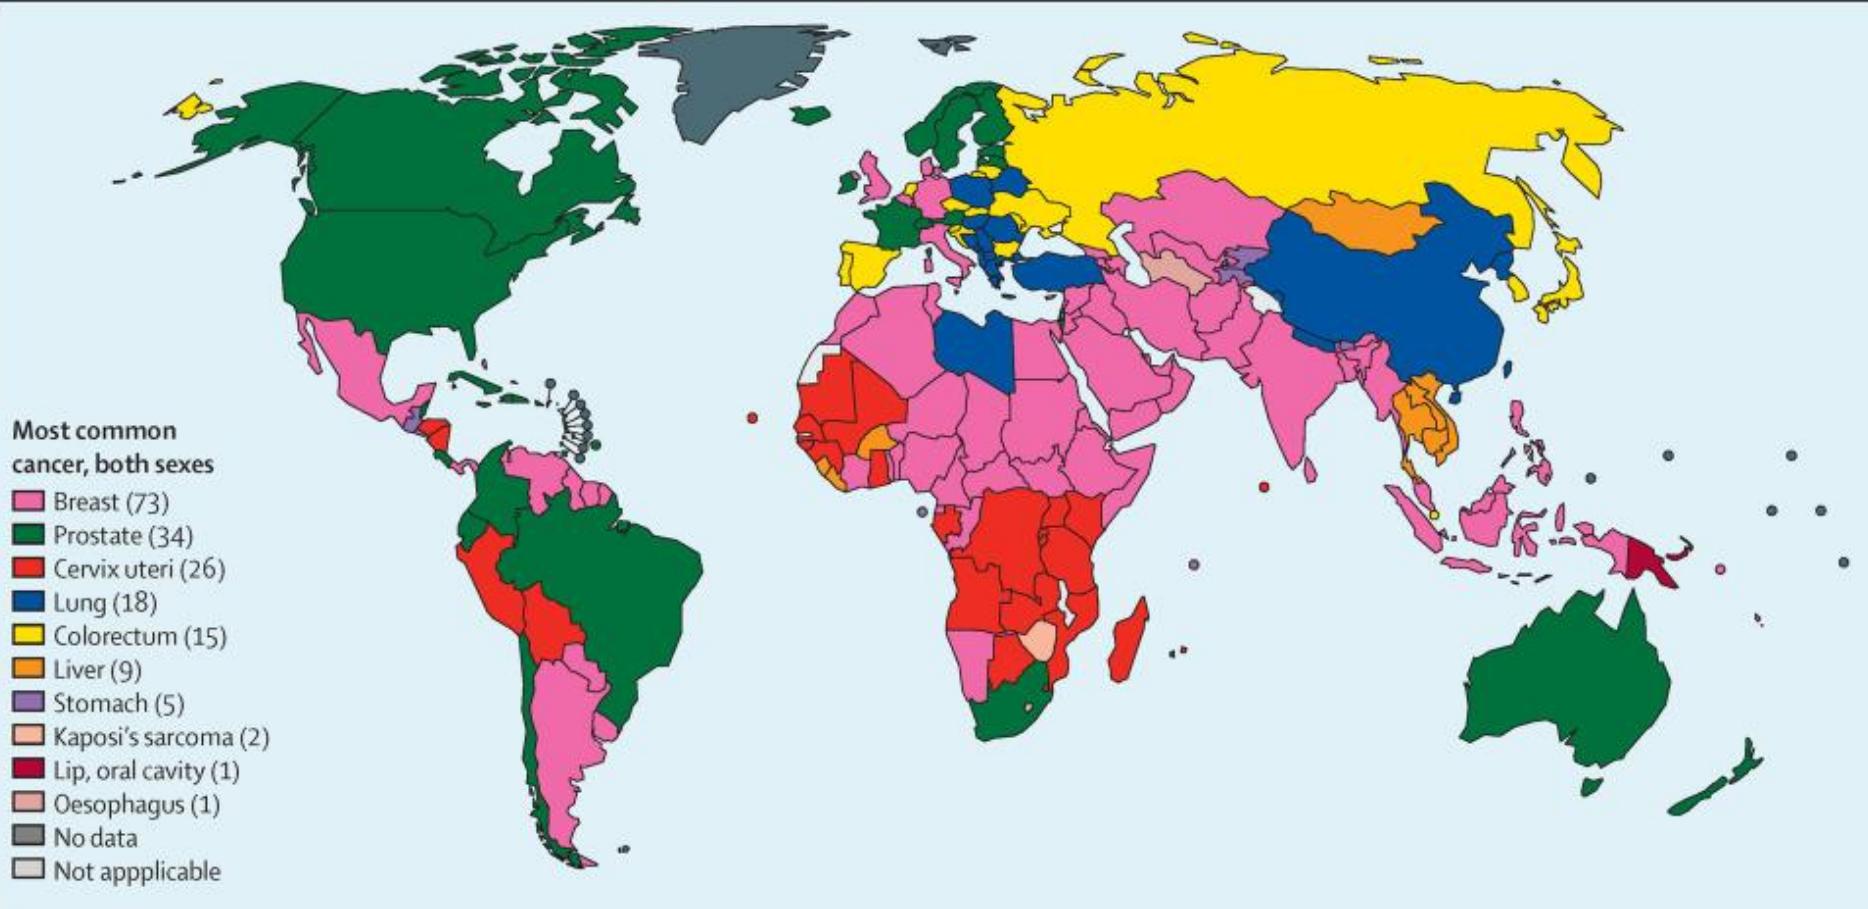 Most common
cancer, both sexes
Breast (73)
Prostate (34)
Cervix uteri (26)
Lung (18)
Colorectum (15)
Liver (9)
Stomach (5)
Kaposi's sarcoma (2)
Lip, oral cavity (1)
Oesophagus (1)
No data
Not appplicable